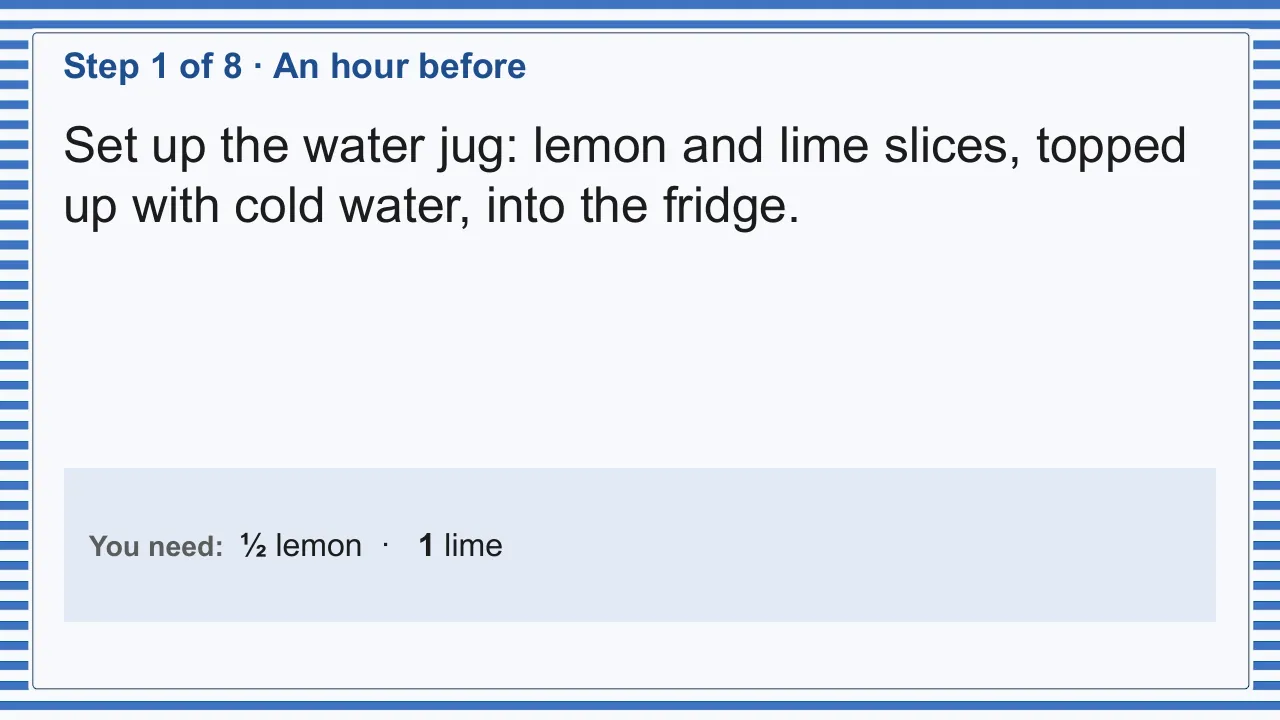 Step 1 of 8 · An hour before
Set up the water jug: lemon and lime slices, topped
up with cold water, into the fridge.
You need: ½ lemon · 1 lime